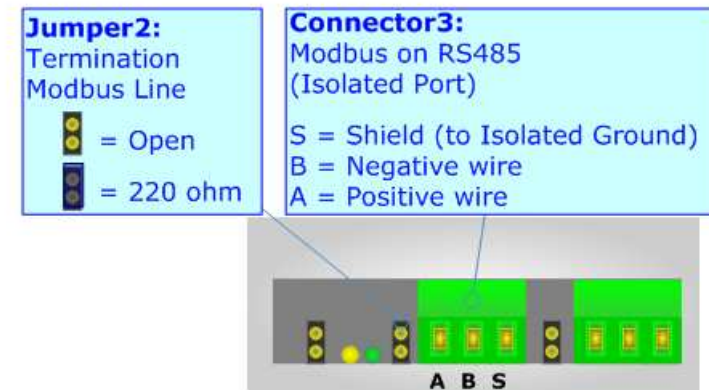 Jumper2:
Termination
Modbus Line
= Open
= 220 ohm
Connector3:
Modbus on RS485
(Isolated Port)
S = Shield (to Isolated Ground)
B = Negative wire
A = Positive wire
A B S